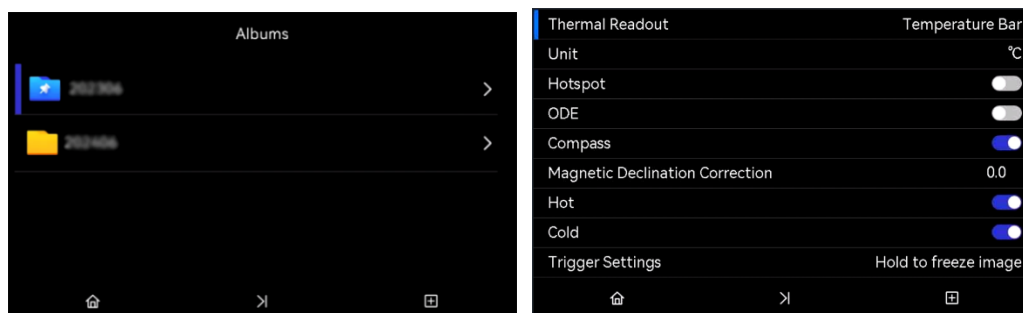 Albums
Thermal Readout Temperature Bar
Unit °C
Hotspot
ODE
Compass
Magnetic Declination Correction 0.0
Hot
Cold
Trigger Settings Hold to freeze image